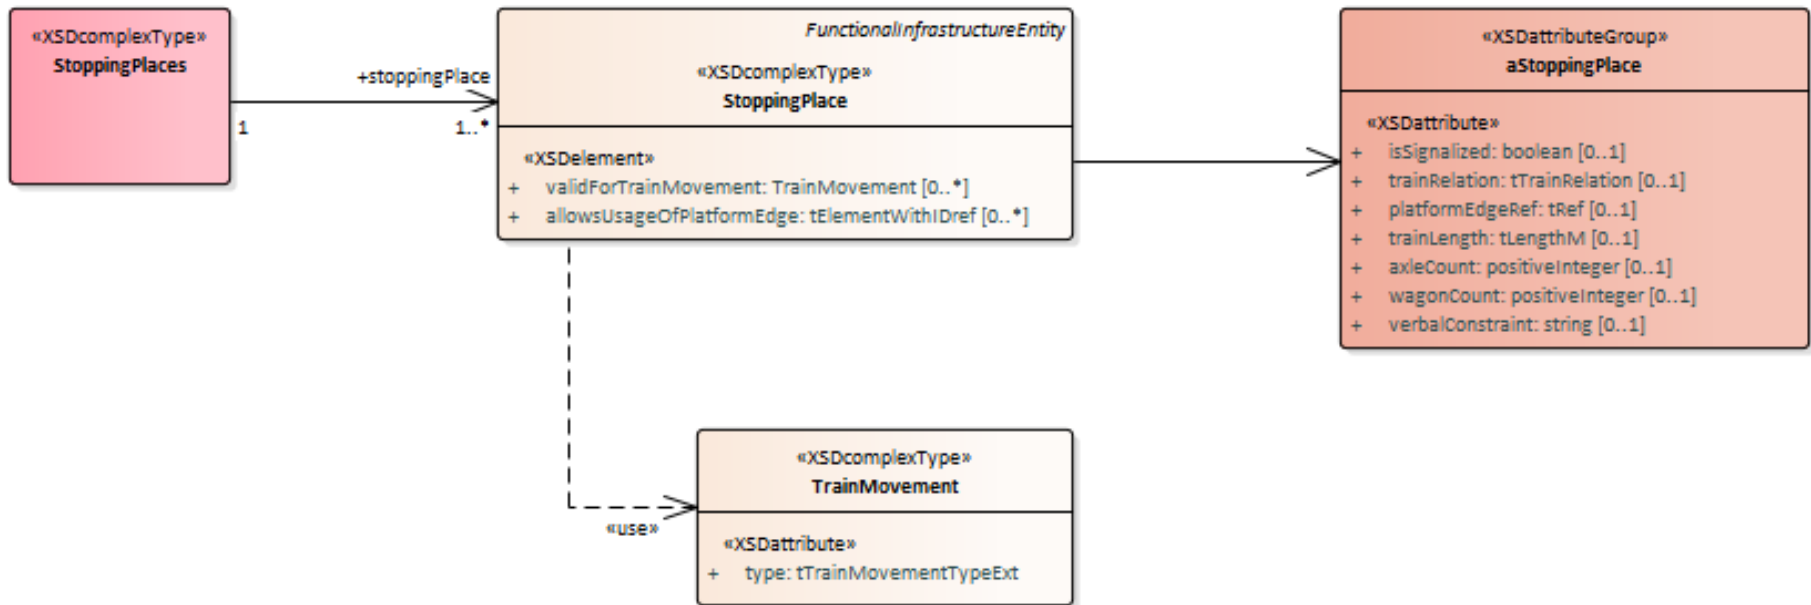 «XSDcomplexType»
StoppingPlaces
+stoppingPlace
1
1..*
FunctionalInfrastructureEntity
«XSDcomplexType»
StoppingPlace
«XSDelement»
+ validForTrainMovement: TrainMovement [0..*]
+ allowsUsageOfPlatformEdge: tElementWithIDref [0..*]
«XSDattributeGroup»
aStoppingPlace
«XSDattribute»
+ isSignalized: boolean [0..1]
+ trainRelation: tTrainRelation [0..1]
+ platformEdgeRef: tRef [0..1]
+ trainLength: tLengthM [0..1]
+ axleCount: positiveInteger [0..1]
+ wagonCount: positiveInteger [0..1]
+ verbalConstraint: string [0..1]
«use»
«XSDcomplexType»
TrainMovement
«XSDattribute»
+ type: tTrainMovementTypeExt